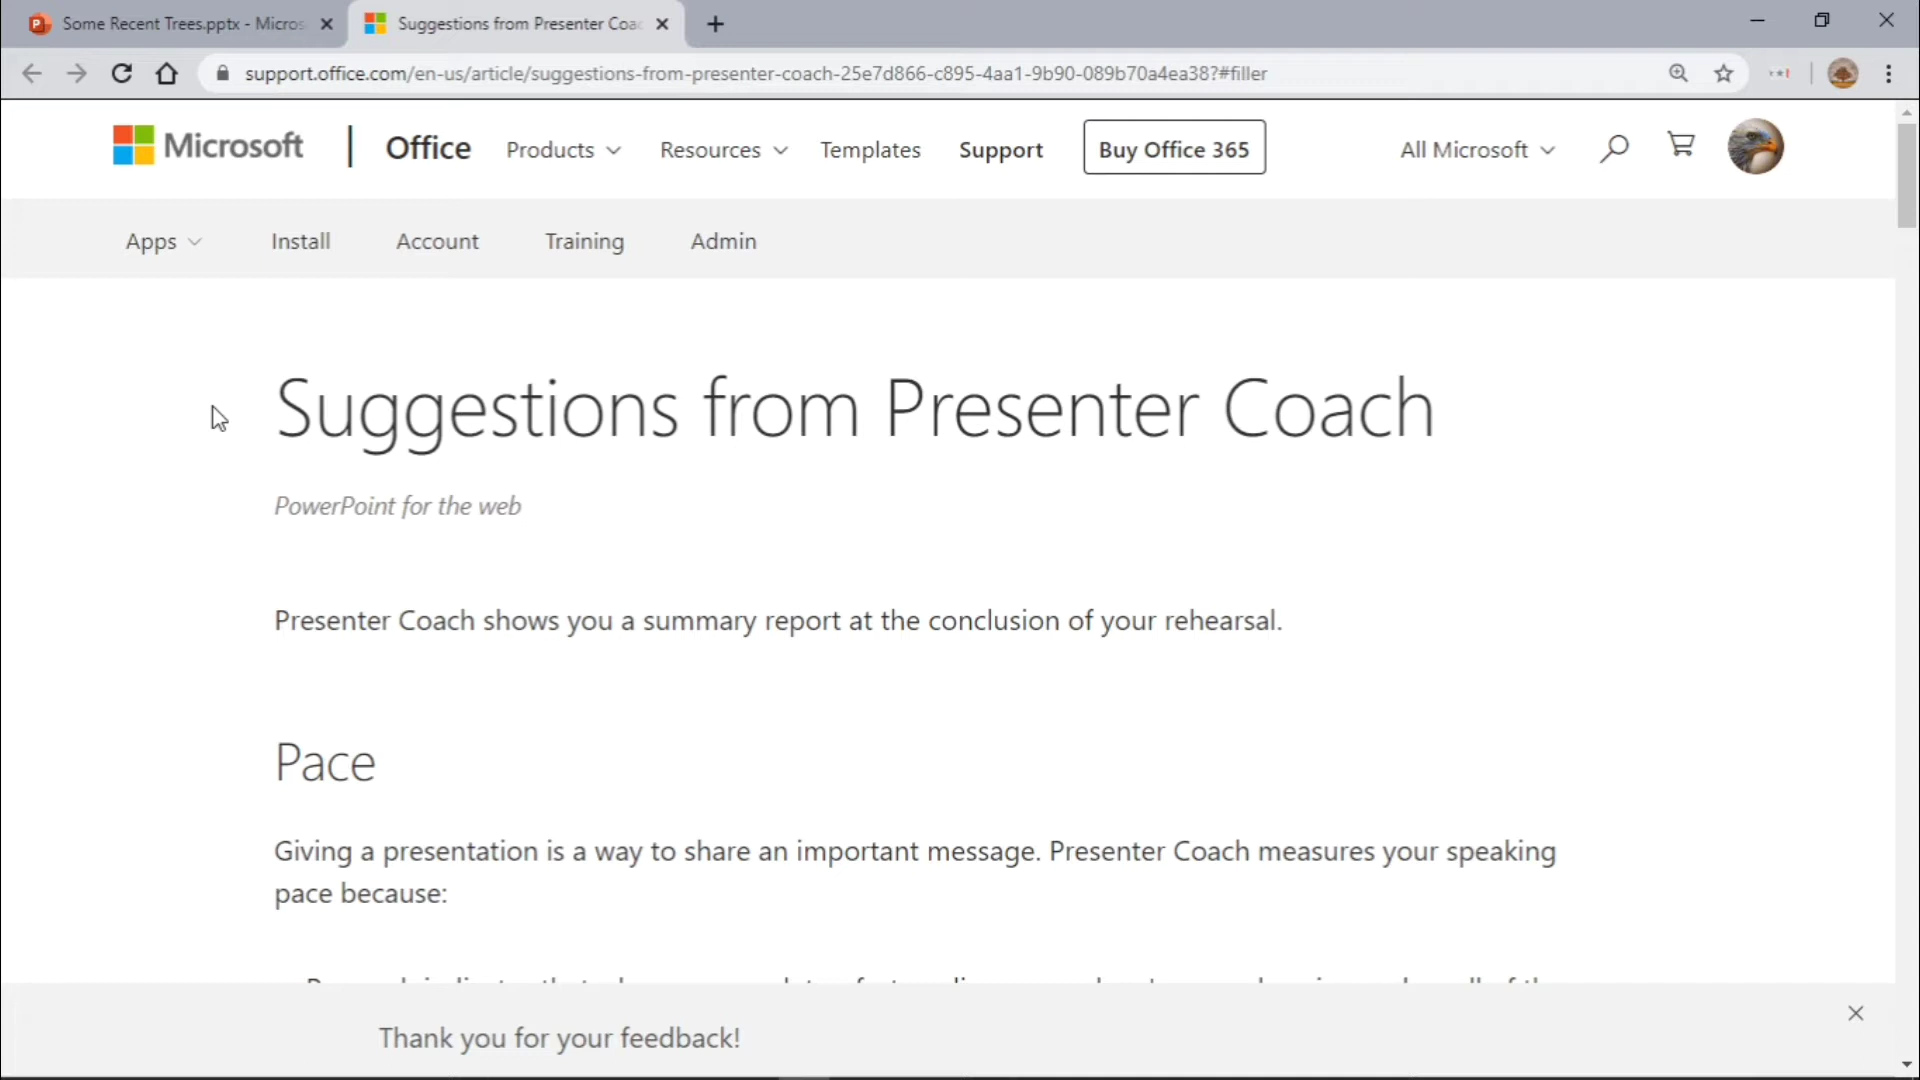 Some Recent Trees.pptx - Micros
Suggestions from Presenter Coac
support.office.com/en-us/article/suggestions-from-presenter-coach-25e7d866-c895-4aa1-9b90-089b70a4ea38?#filler
Microsoft | Office Products Resources Templates Support Buy Office 365 All Microsoft
Apps Install Account Training Admin
Suggestions from Presenter Coach
PowerPoint for the web
Presenter Coach shows you a summary report at the conclusion of your rehearsal.
Pace
Giving a presentation is a way to share an important message. Presenter Coach measures your speaking
pace because:
Thank you for your feedback!